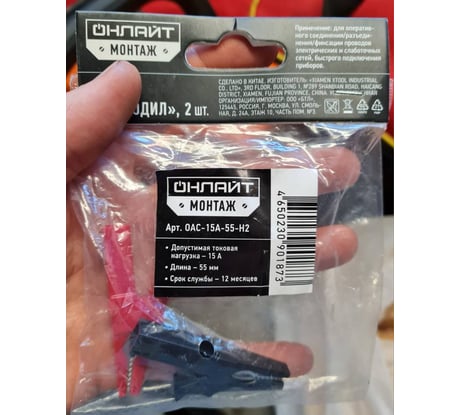 ОНЛАЙТ
МОНТАЖ
Применение: для оператив-
ного соединения/разъеди-
нения/фиксации проводов
электрических и слаботочных
сетей, быстрого подключения
приборов.
СДЕЛАНО В КИТАЕ. ИЗГОТОВИТЕЛЬ: «XIAMEN XTOOL INDUSTRIAL
CO., LTD», 3RD FLOOR, BUILDING 1, №289 SHANBIAN ROAD, HAICANG
DISTRICT, XIAMEN, FUJIAN PROVINCE, CHINA.
ОРГАНИЗАЦИЯ/ИМПОРТЕР ООО «БТЛ»,
125445, РОССИЯ, Г. МОСКВА, УЛ. СМОЛЬ-
НАЯ, Д. 24А, ЭТАЖ 10, ЧАСТЬ ПОМ. №3.
ОДИЛ», 2 шт.
ОНЛАЙТ
МОНТАЖ
Арт. OAC-15A-55-H2
• Допустимая токовая
нагрузка – 15 А
• Длина – 55 мм
• Срок службы – 12 месяцев
4 650230 901873